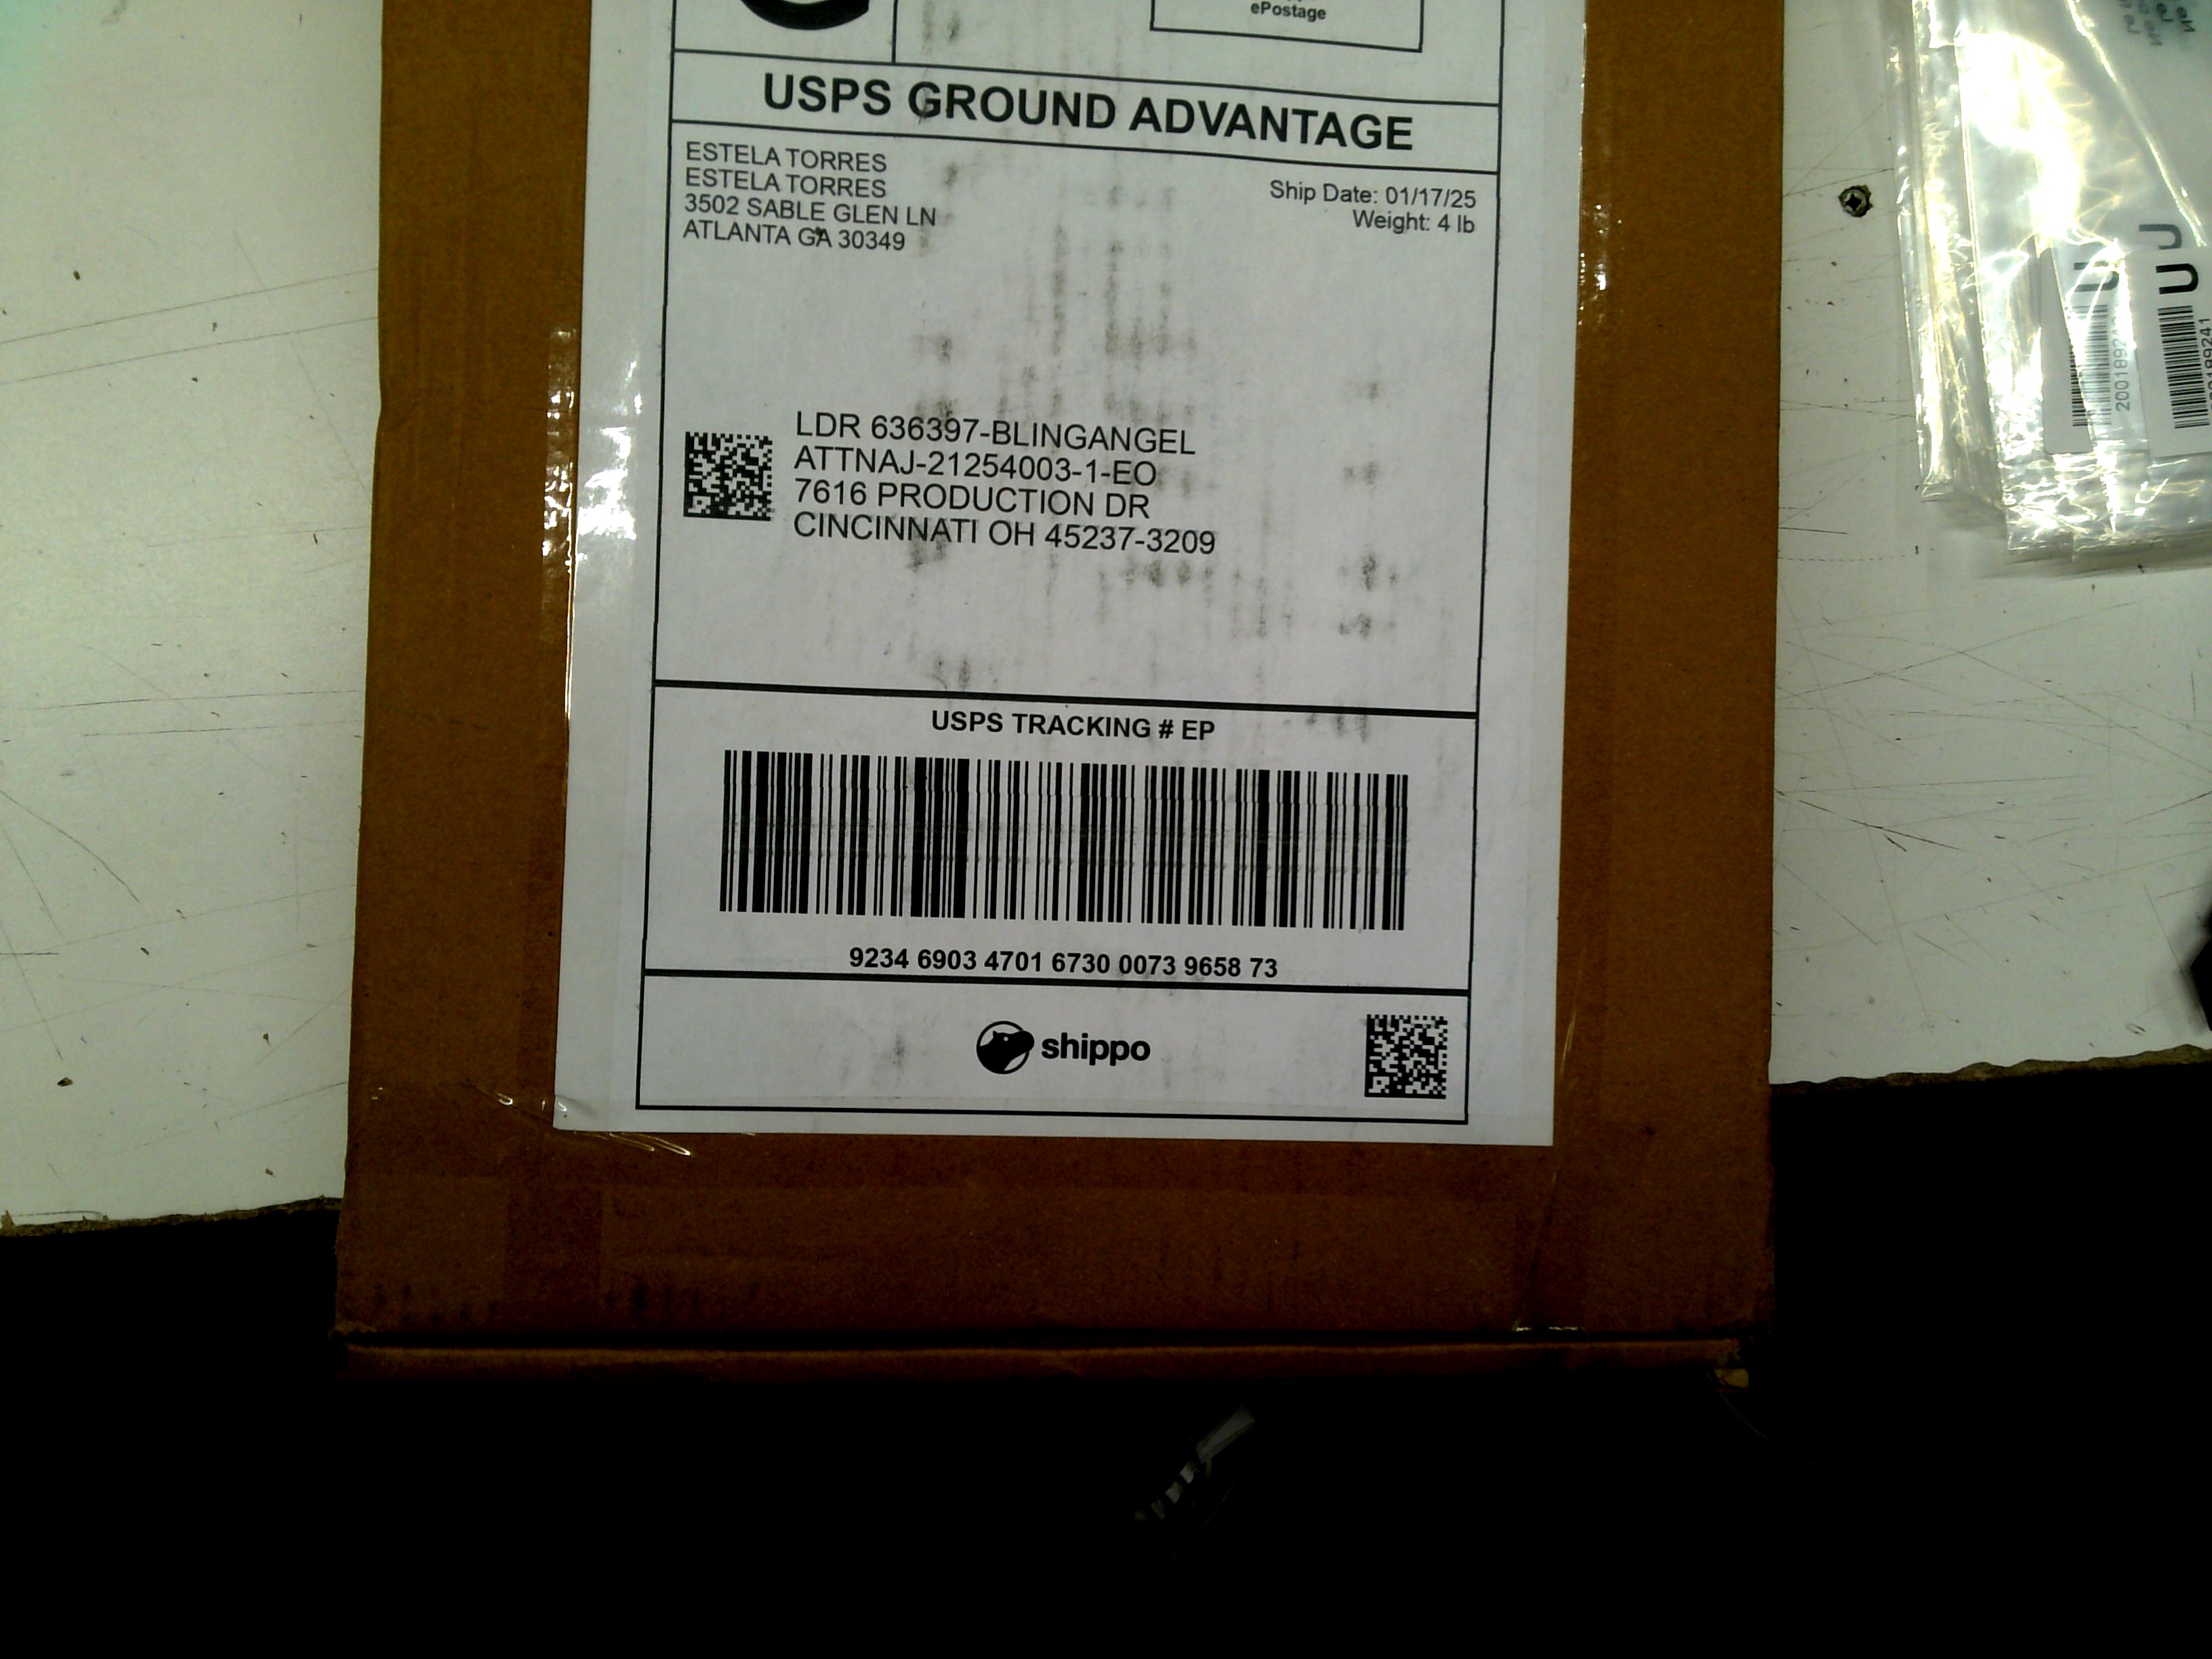 ePostage
USPS GROUND ADVANTAGE
ESTELA TORRES
ESTELA TORRES
3502 SABLE GLEN LN
ATLANTA GA 30349
Ship Date: 01/17/25
Weight: 4 lb
LDR 636397-BLINGANGEL
ATTNAJ-21254003-1-EO
7616 PRODUCTION DR
CINCINNATI OH 45237-3209
USPS TRACKING # EP
9234 6903 4701 6730 0073 9658 73
shippo